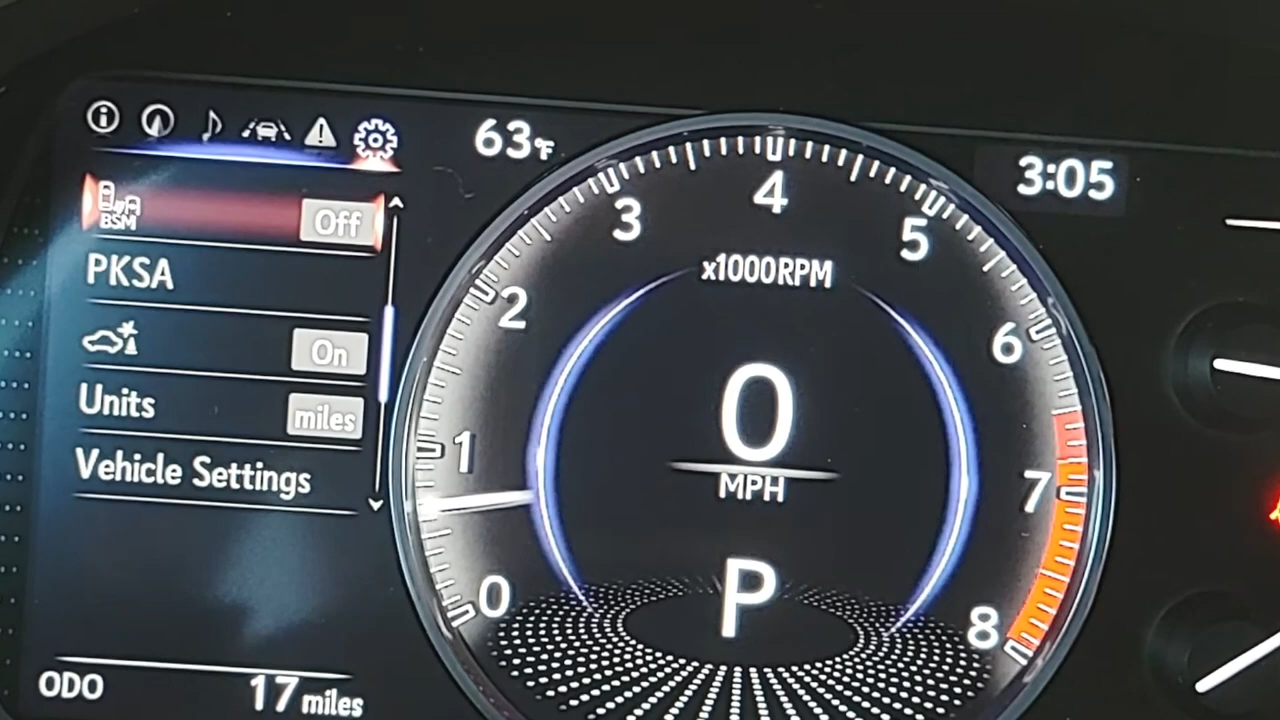 63°F
3:05
BSM Off
PKSA
On
Units miles
Vehicle Settings
ODO 17 miles
0
1
2
3
4
5
6
7
8
x1000RPM
0
MPH
P